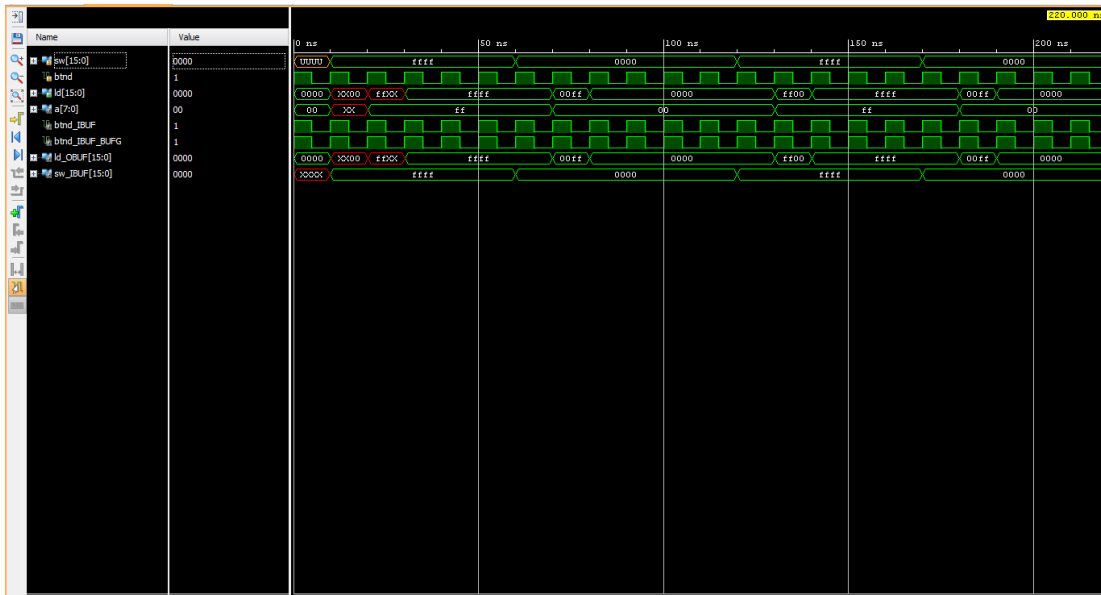 220.000 n
Name Value
0 ns 50 ns 100 ns 150 ns 200 ns
sw[15:0] 0000 UUUU ffff 0000 ffff 0000
btnd 1
ld[15:0] 0000 0000 XX00 ffXX ffff 00ff 0000 ff00 ffff 00ff 0000
a[7:0] 00 00 XX ff 00 ff 00
btnd_IBUF 1
btnd_IBUF_BUFG 1
ld_OBUF[15:0] 0000 0000 XX00 ffXX ffff 00ff 0000 ff00 ffff 00ff 0000
sw_IBUF[15:0] 0000 XXXX ffff 0000 ffff 0000